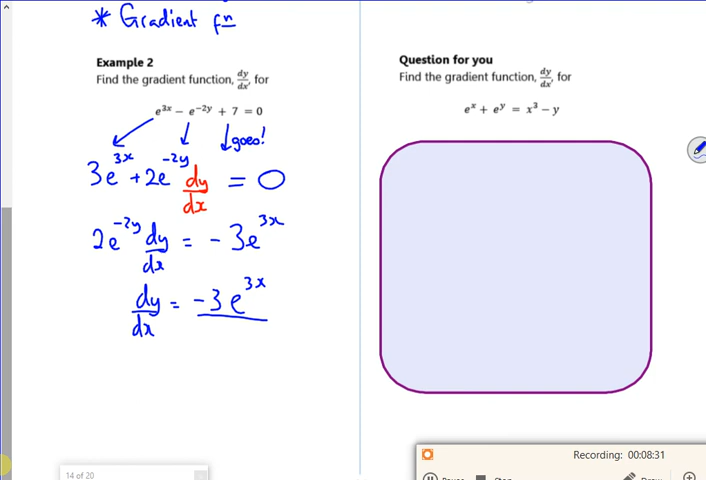 * Gradient fn
Example 2
Find the gradient function, dy/dx, for
e^3x − e^−2y + 7 = 0
goes!
3e^3x + 2e^−2y dy/dx = 0
2e^−2y dy/dx = −3e^3x
dy/dx = −3e^3x
14 of 20
Question for you
Find the gradient function, dy/dx, for
e^x + e^y = x^3 − y
Recording: 00:08:31